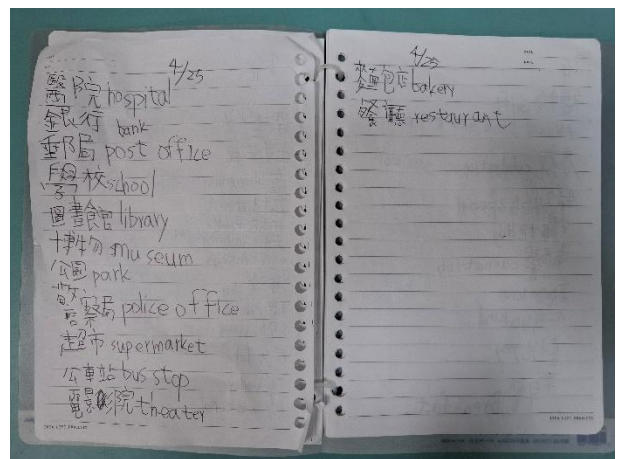 4/25
醫院 hospital
銀行 bank
郵局 post office
學校 school
圖書館 library
博物 museum
公園 park
警察局 police office
超市 supermarket
公車站 bus stop
電影院 theater
4/25
麵包店 bakery
餐廳 restaurant